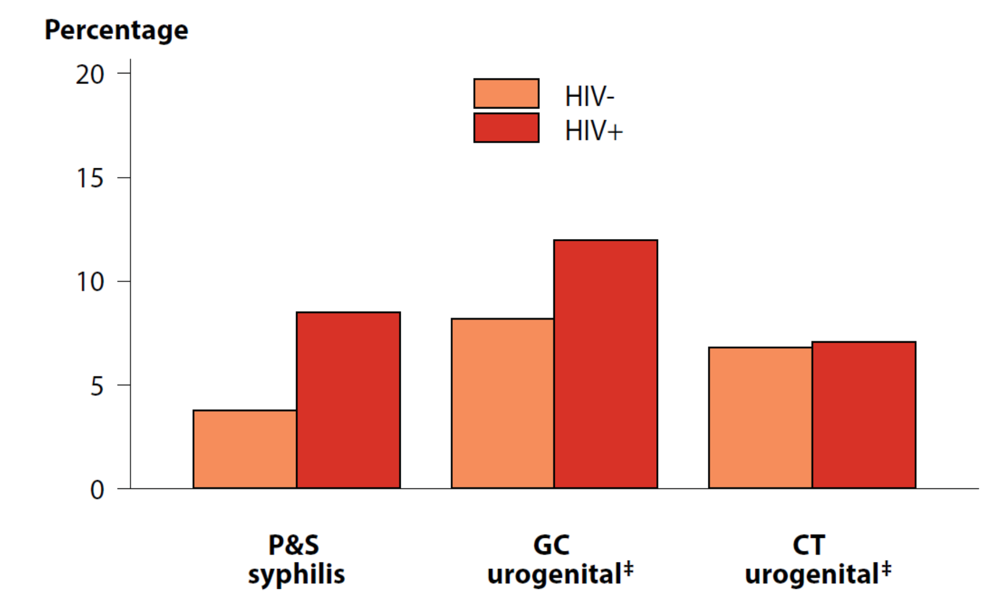 Percentage
20
15
10
5
0
HIV-
HIV+
P&S
syphilis
GC
urogenital‡
CT
urogenital‡